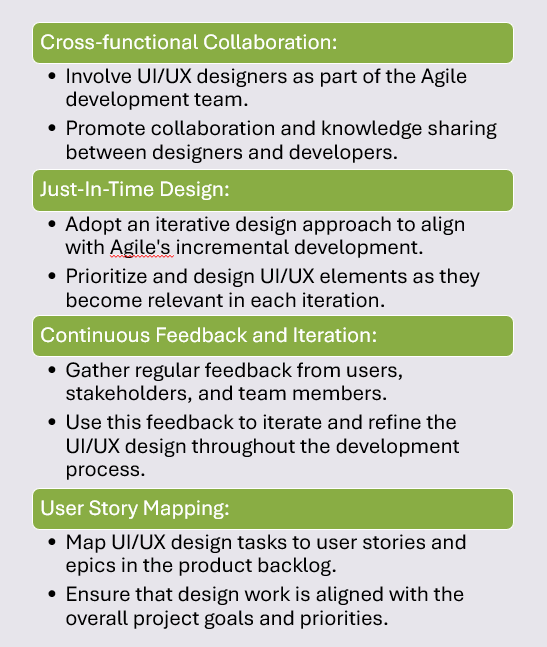 Cross-functional Collaboration:
• Involve UI/UX designers as part of the Agile
development team.
• Promote collaboration and knowledge sharing
between designers and developers.
Just-In-Time Design:
• Adopt an iterative design approach to align
with Agile's incremental development.
• Prioritize and design UI/UX elements as they
become relevant in each iteration.
Continuous Feedback and Iteration:
• Gather regular feedback from users,
stakeholders, and team members.
• Use this feedback to iterate and refine the
UI/UX design throughout the development
process.
User Story Mapping:
• Map UI/UX design tasks to user stories and
epics in the product backlog.
• Ensure that design work is aligned with the
overall project goals and priorities.